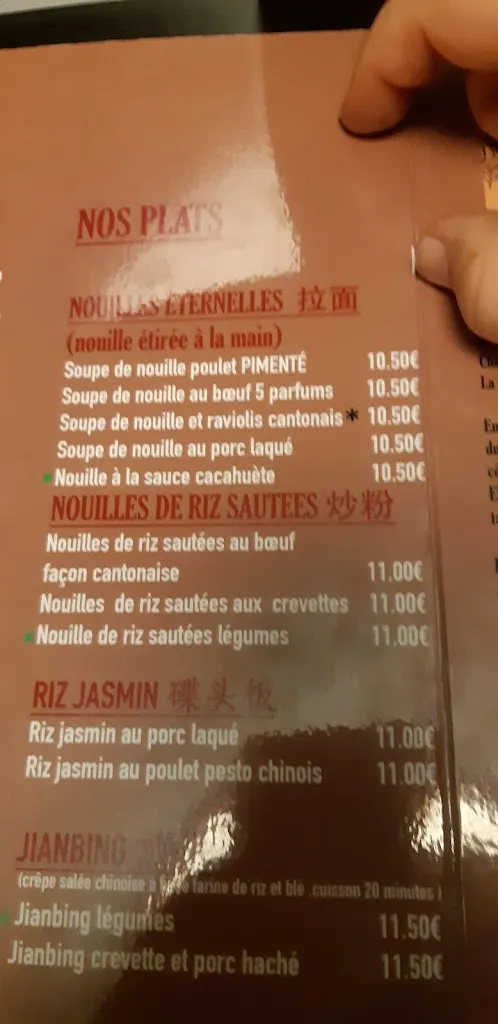 NOS PLATS
NOUILLES ETERNELLES 拉面
(nouille étirée à la main)
Soupe de nouille poulet PIMENTÉ 10.50€
Soupe de nouille au bœuf 5 parfums 10.50€
Soupe de nouille et raviolis cantonais* 10.50€
Soupe de nouille au porc laqué 10.50€
Nouille à la sauce cacahuète 10.50€
NOUILLES DE RIZ SAUTEES 炒粉
Nouilles de riz sautées au bœuf
façon cantonaise 11.00€
Nouilles de riz sautées aux crevettes 11.00€
Nouille de riz sautées légumes 11.00€
RIZ JASMIN 碟头饭
Riz jasmin au porc laqué 11.00€
Riz jasmin au poulet pesto chinois 11.00€
JIANBING
(crêpe salée chinoise à farine de riz et blé .cuisson 20 minutes )
Jianbing légumes 11.50€
Jianbing crevette et porc haché 11.50€
La